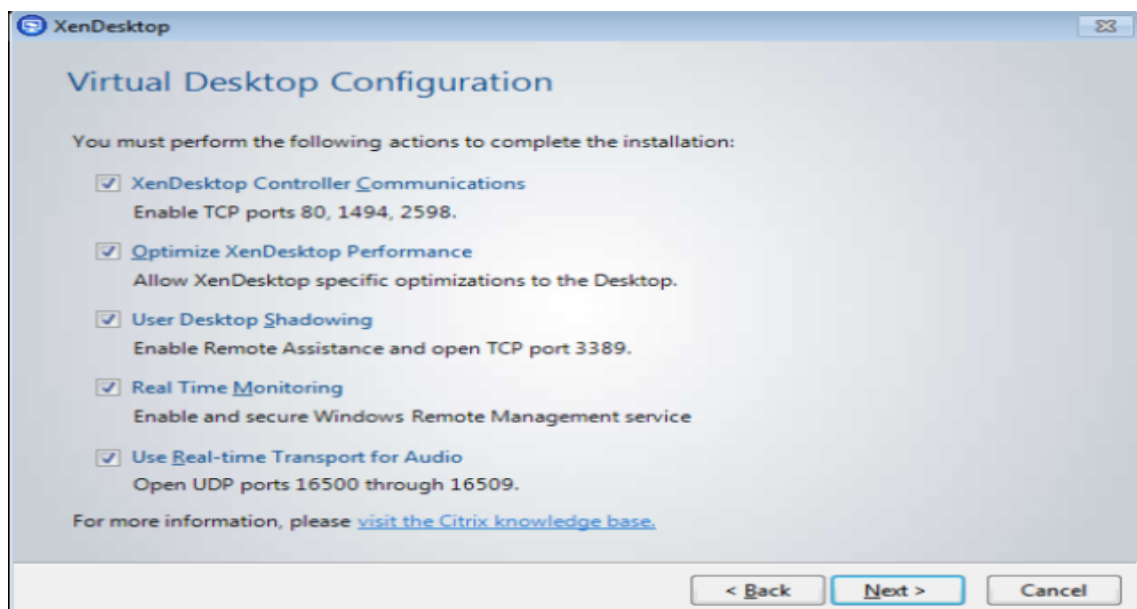 XenDesktop
Virtual Desktop Configuration
You must perform the following actions to complete the installation:
XenDesktop Controller Communications
Enable TCP ports 80, 1494, 2598.
Optimize XenDesktop Performance
Allow XenDesktop specific optimizations to the Desktop.
User Desktop Shadowing
Enable Remote Assistance and open TCP port 3389.
Real Time Monitoring
Enable and secure Windows Remote Management service
Use Real-time Transport for Audio
Open UDP ports 16500 through 16509.
For more information, please visit the Citrix knowledge base.
< Back Next > Cancel